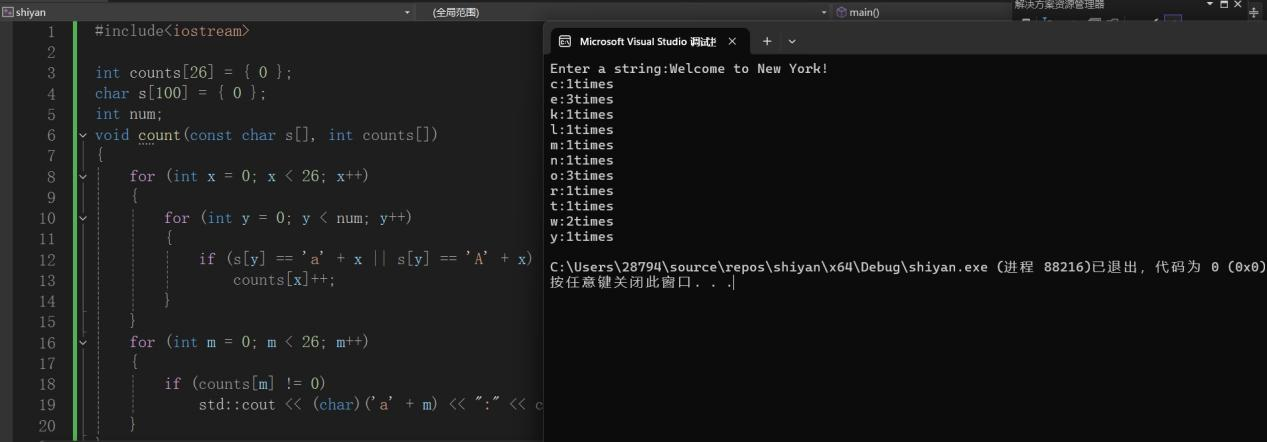 shiyan
(全局范围)
main()
解决方案资源管理器
1 #include<iostream>
2
3 int counts[26] = { 0 };
4 char s[100] = { 0 };
5 int num;
6 void count(const char s[], int counts[])
7 {
8 for (int x = 0; x < 26; x++)
9 {
10 for (int y = 0; y < num; y++)
11 {
12 if (s[y] == 'a' + x || s[y] == 'A' + x)
13 counts[x]++;
14 }
15 }
16 for (int m = 0; m < 26; m++)
17 {
18 if (counts[m] != 0)
19 std::cout << (char)('a' + m) << ":" << c
20 }
Microsoft Visual Studio 调试
Enter a string:Welcome to New York!
c:1times
e:3times
k:1times
l:1times
m:1times
n:1times
o:3times
r:1times
t:1times
w:2times
y:1times
C:\Users\28794\source\repos\shiyan\x64\Debug\shiyan.exe (进程 88216)已退出，代码为 0 (0x0)
按任意键关闭此窗口. . .